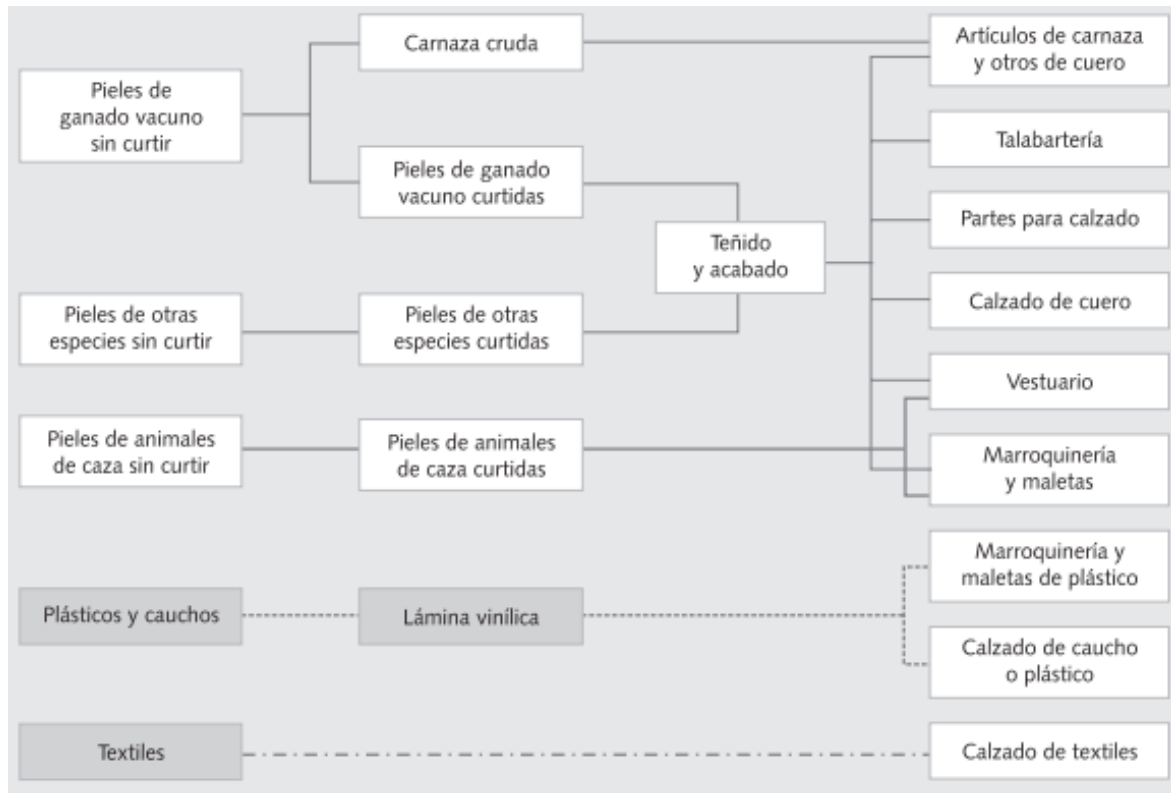 Carnaza cruda
Artículos de carnaza
y otros de cuero
Pieles de
ganado vacuno
sin curtir
Talabartería
Pieles de ganado
vacuno curtidas
Partes para calzado
Teñido
y acabado
Calzado de cuero
Pieles de otras
especies sin curtir
Pieles de otras
especies curtidas
Vestuario
Pieles de animales
de caza sin curtir
Pieles de animales
de caza curtidas
Marroquinería
y maletas
Marroquinería y
maletas de plástico
Plásticos y cauchos
Lámina vinílica
Calzado de caucho
o plástico
Textiles
Calzado de textiles